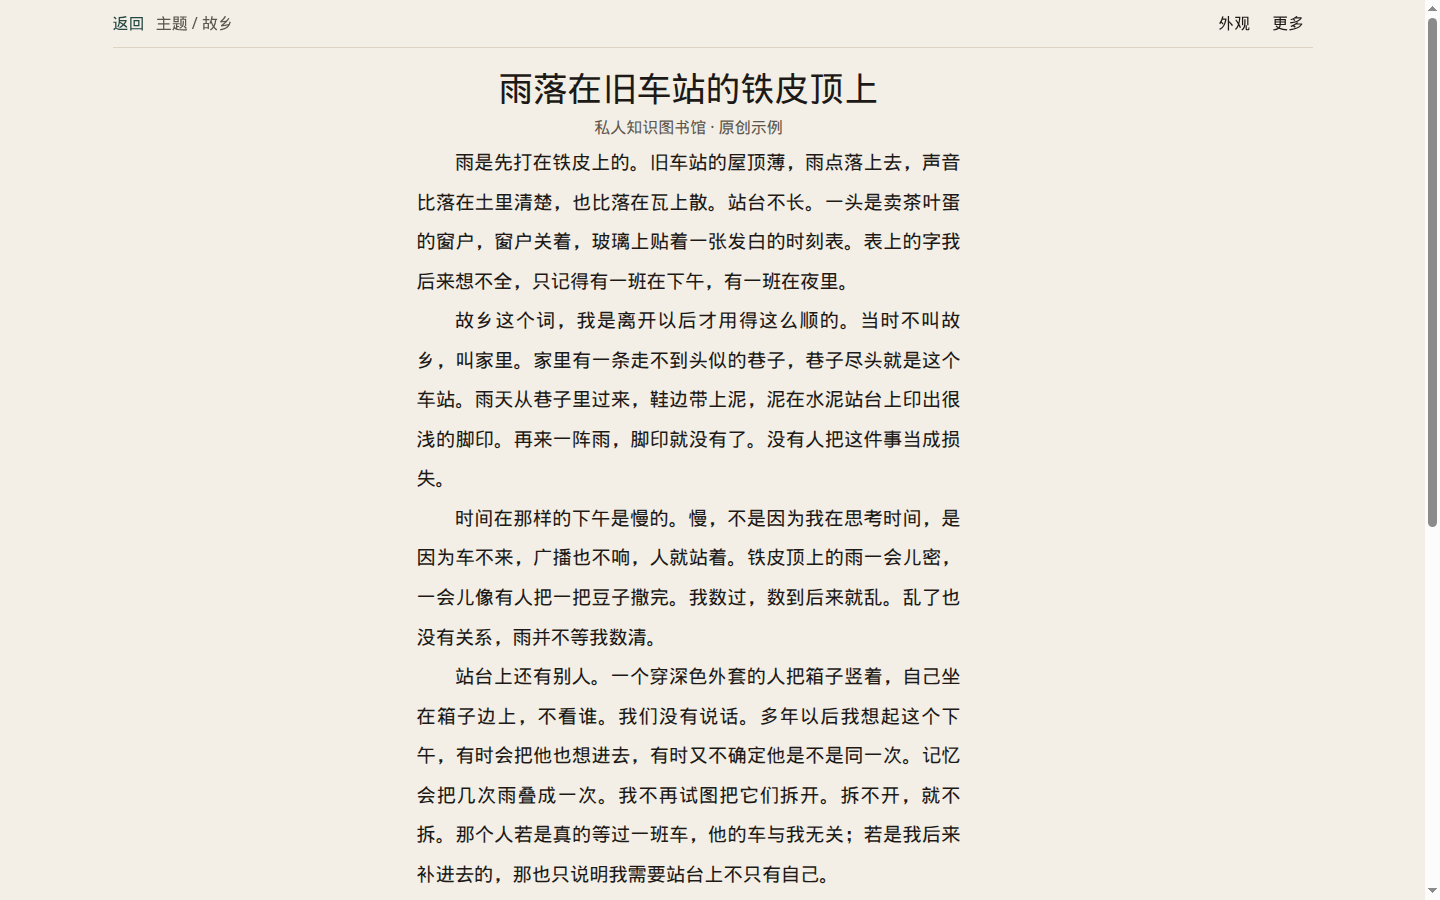 返回 主题 / 故乡
外观 更多
雨落在旧车站的铁皮顶上
私人知识图书馆 · 原创示例
雨是先打在铁皮上的。旧车站的屋顶薄，雨点落上去，声音
比落在土里清楚，也比落在瓦上散。站台不长。一头是卖茶叶蛋
的窗户，窗户关着，玻璃上贴着一张发白的时刻表。表上的字我
后来想不全，只记得有一班在下午，有一班在夜里。
故乡这个词，我是离开以后才用得这么顺的。当时不叫故
乡，叫家里。家里有一条走不到头似的巷子，巷子尽头就是这个
车站。雨天从巷子里过来，鞋边带上泥，泥在水泥站台上印出很
浅的脚印。再来一阵雨，脚印就没有了。没有人把这件事当成损
失。
时间在那样的下午是慢的。慢，不是因为我在思考时间，是
因为车不来，广播也不响，人就站着。铁皮顶上的雨一会儿密，
一会儿像有人把一把豆子撒完。我数过，数到后来就乱。乱了也
没有关系，雨并不等我数清。
站台上还有别人。一个穿深色外套的人把箱子竖着，自己坐
在箱子边上，不看谁。我们没有说话。多年以后我想起这个下
午，有时会把他也想进去，有时又不确定他是不是同一次。记忆
会把几次雨叠成一次。我不再试图把它们拆开。拆不开，就不
拆。那个人若是真的等过一班车，他的车与我无关；若是我后来
补进去的，那也只说明我需要站台上不只有自己。